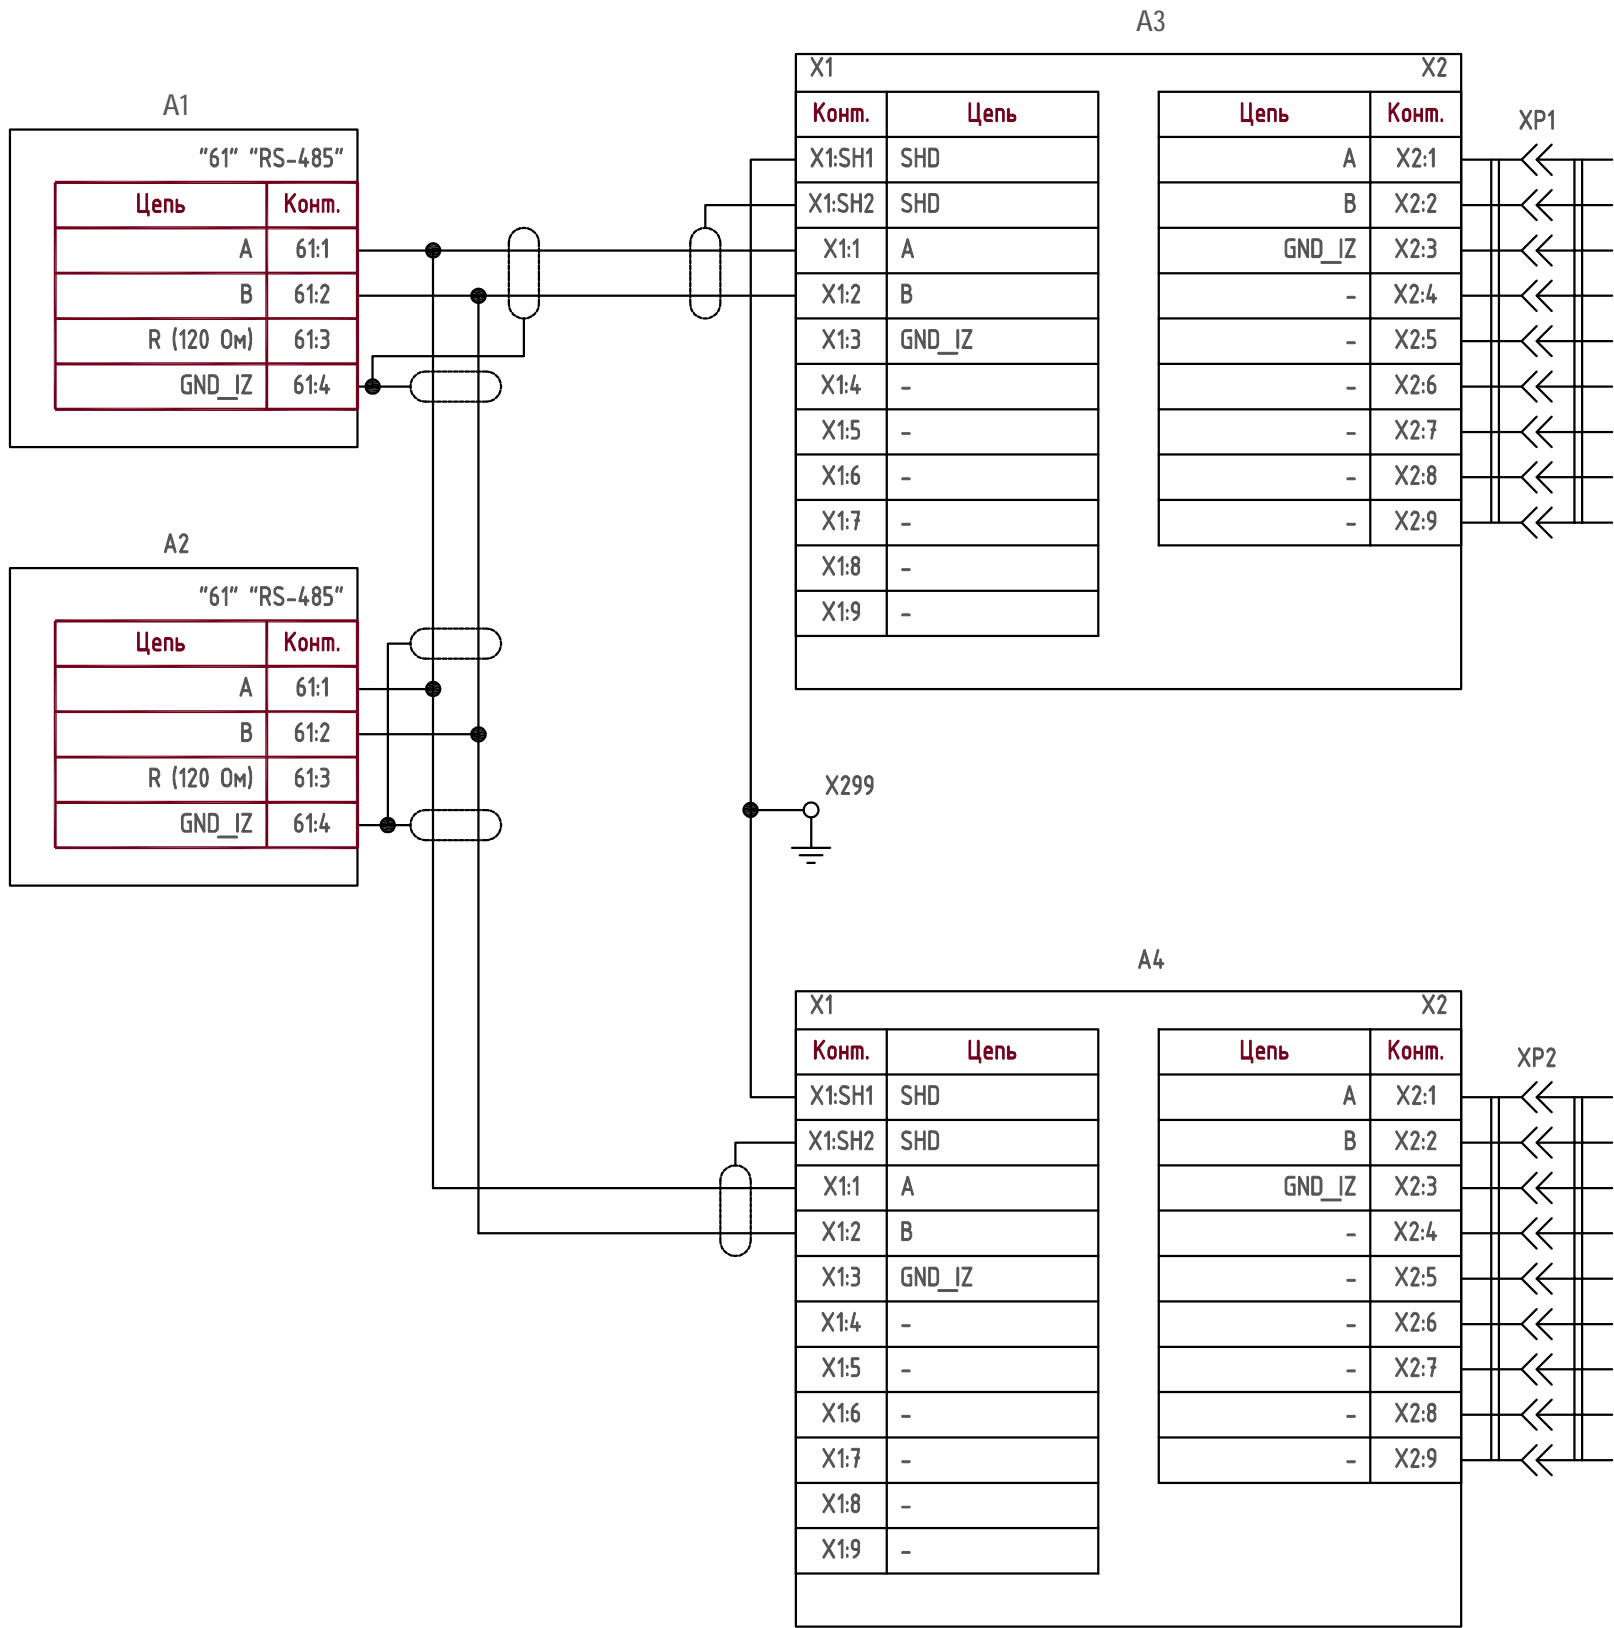 A3
X1 X2
Конт. Цепь Цепь Конт.
XP1
X1:SH1 SHD A X2:1
X1:SH2 SHD B X2:2
X1:1 A GND_IZ X2:3
X1:2 B - X2:4
X1:3 GND_IZ - X2:5
X1:4 - - X2:6
X1:5 - - X2:7
X1:6 - - X2:8
X1:7 - - X2:9
X1:8 -
X1:9 -
A1
"61" "RS-485"
Цепь Конт.
A 61:1
B 61:2
R (120 Ом) 61:3
GND_IZ 61:4
A2
"61" "RS-485"
Цепь Конт.
A 61:1
B 61:2
R (120 Ом) 61:3
GND_IZ 61:4
X299
A4
X1 X2
Конт. Цепь Цепь Конт.
XP2
X1:SH1 SHD A X2:1
X1:SH2 SHD B X2:2
X1:1 A GND_IZ X2:3
X1:2 B - X2:4
X1:3 GND_IZ - X2:5
X1:4 - - X2:6
X1:5 - - X2:7
X1:6 - - X2:8
X1:7 - - X2:9
X1:8 -
X1:9 -